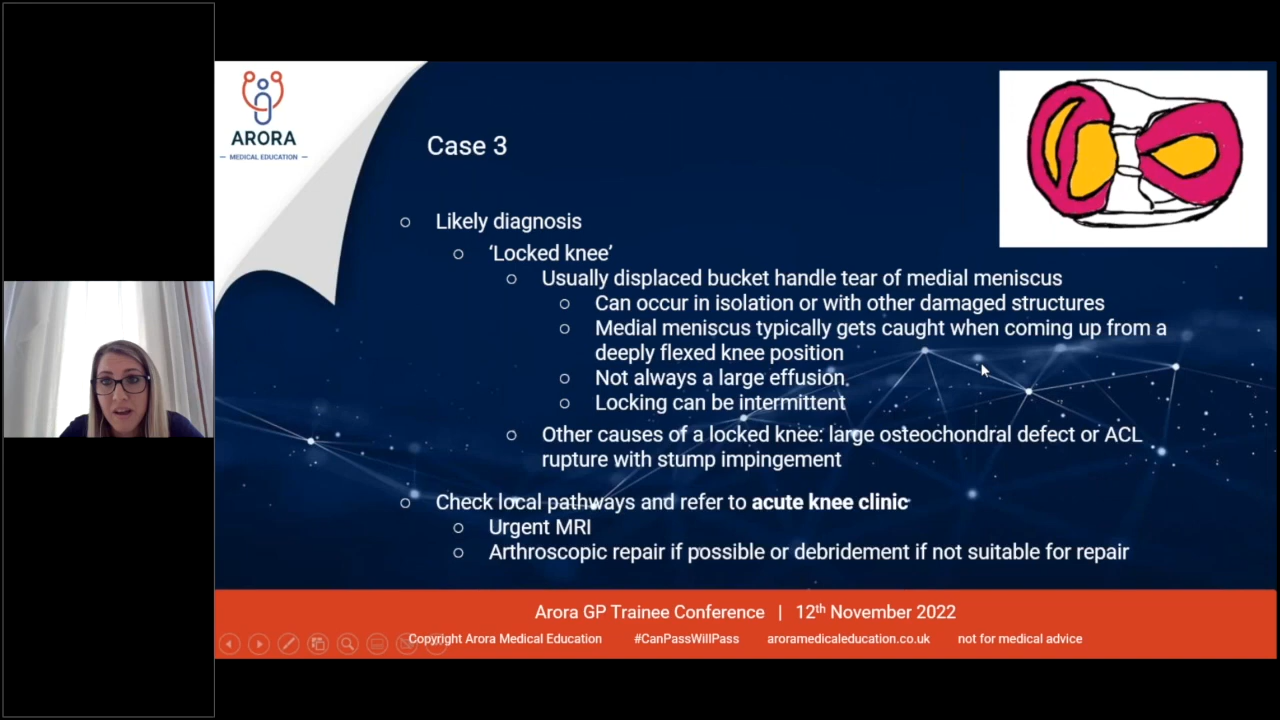 ARORA
MEDICAL EDUCATION
Case 3
Likely diagnosis
‘Locked knee’
Usually displaced bucket handle tear of medial meniscus
Can occur in isolation or with other damaged structures
Medial meniscus typically gets caught when coming up from a
deeply flexed knee position
Not always a large effusion
Locking can be intermittent
Other causes of a locked knee: large osteochondral defect or ACL
rupture with stump impingement
Check local pathways and refer to acute knee clinic
Urgent MRI
Arthroscopic repair if possible or debridement if not suitable for repair
Arora GP Trainee Conference | 12th November 2022
Copyright Arora Medical Education #CanPassWillPass aroramedicaleducation.co.uk not for medical advice